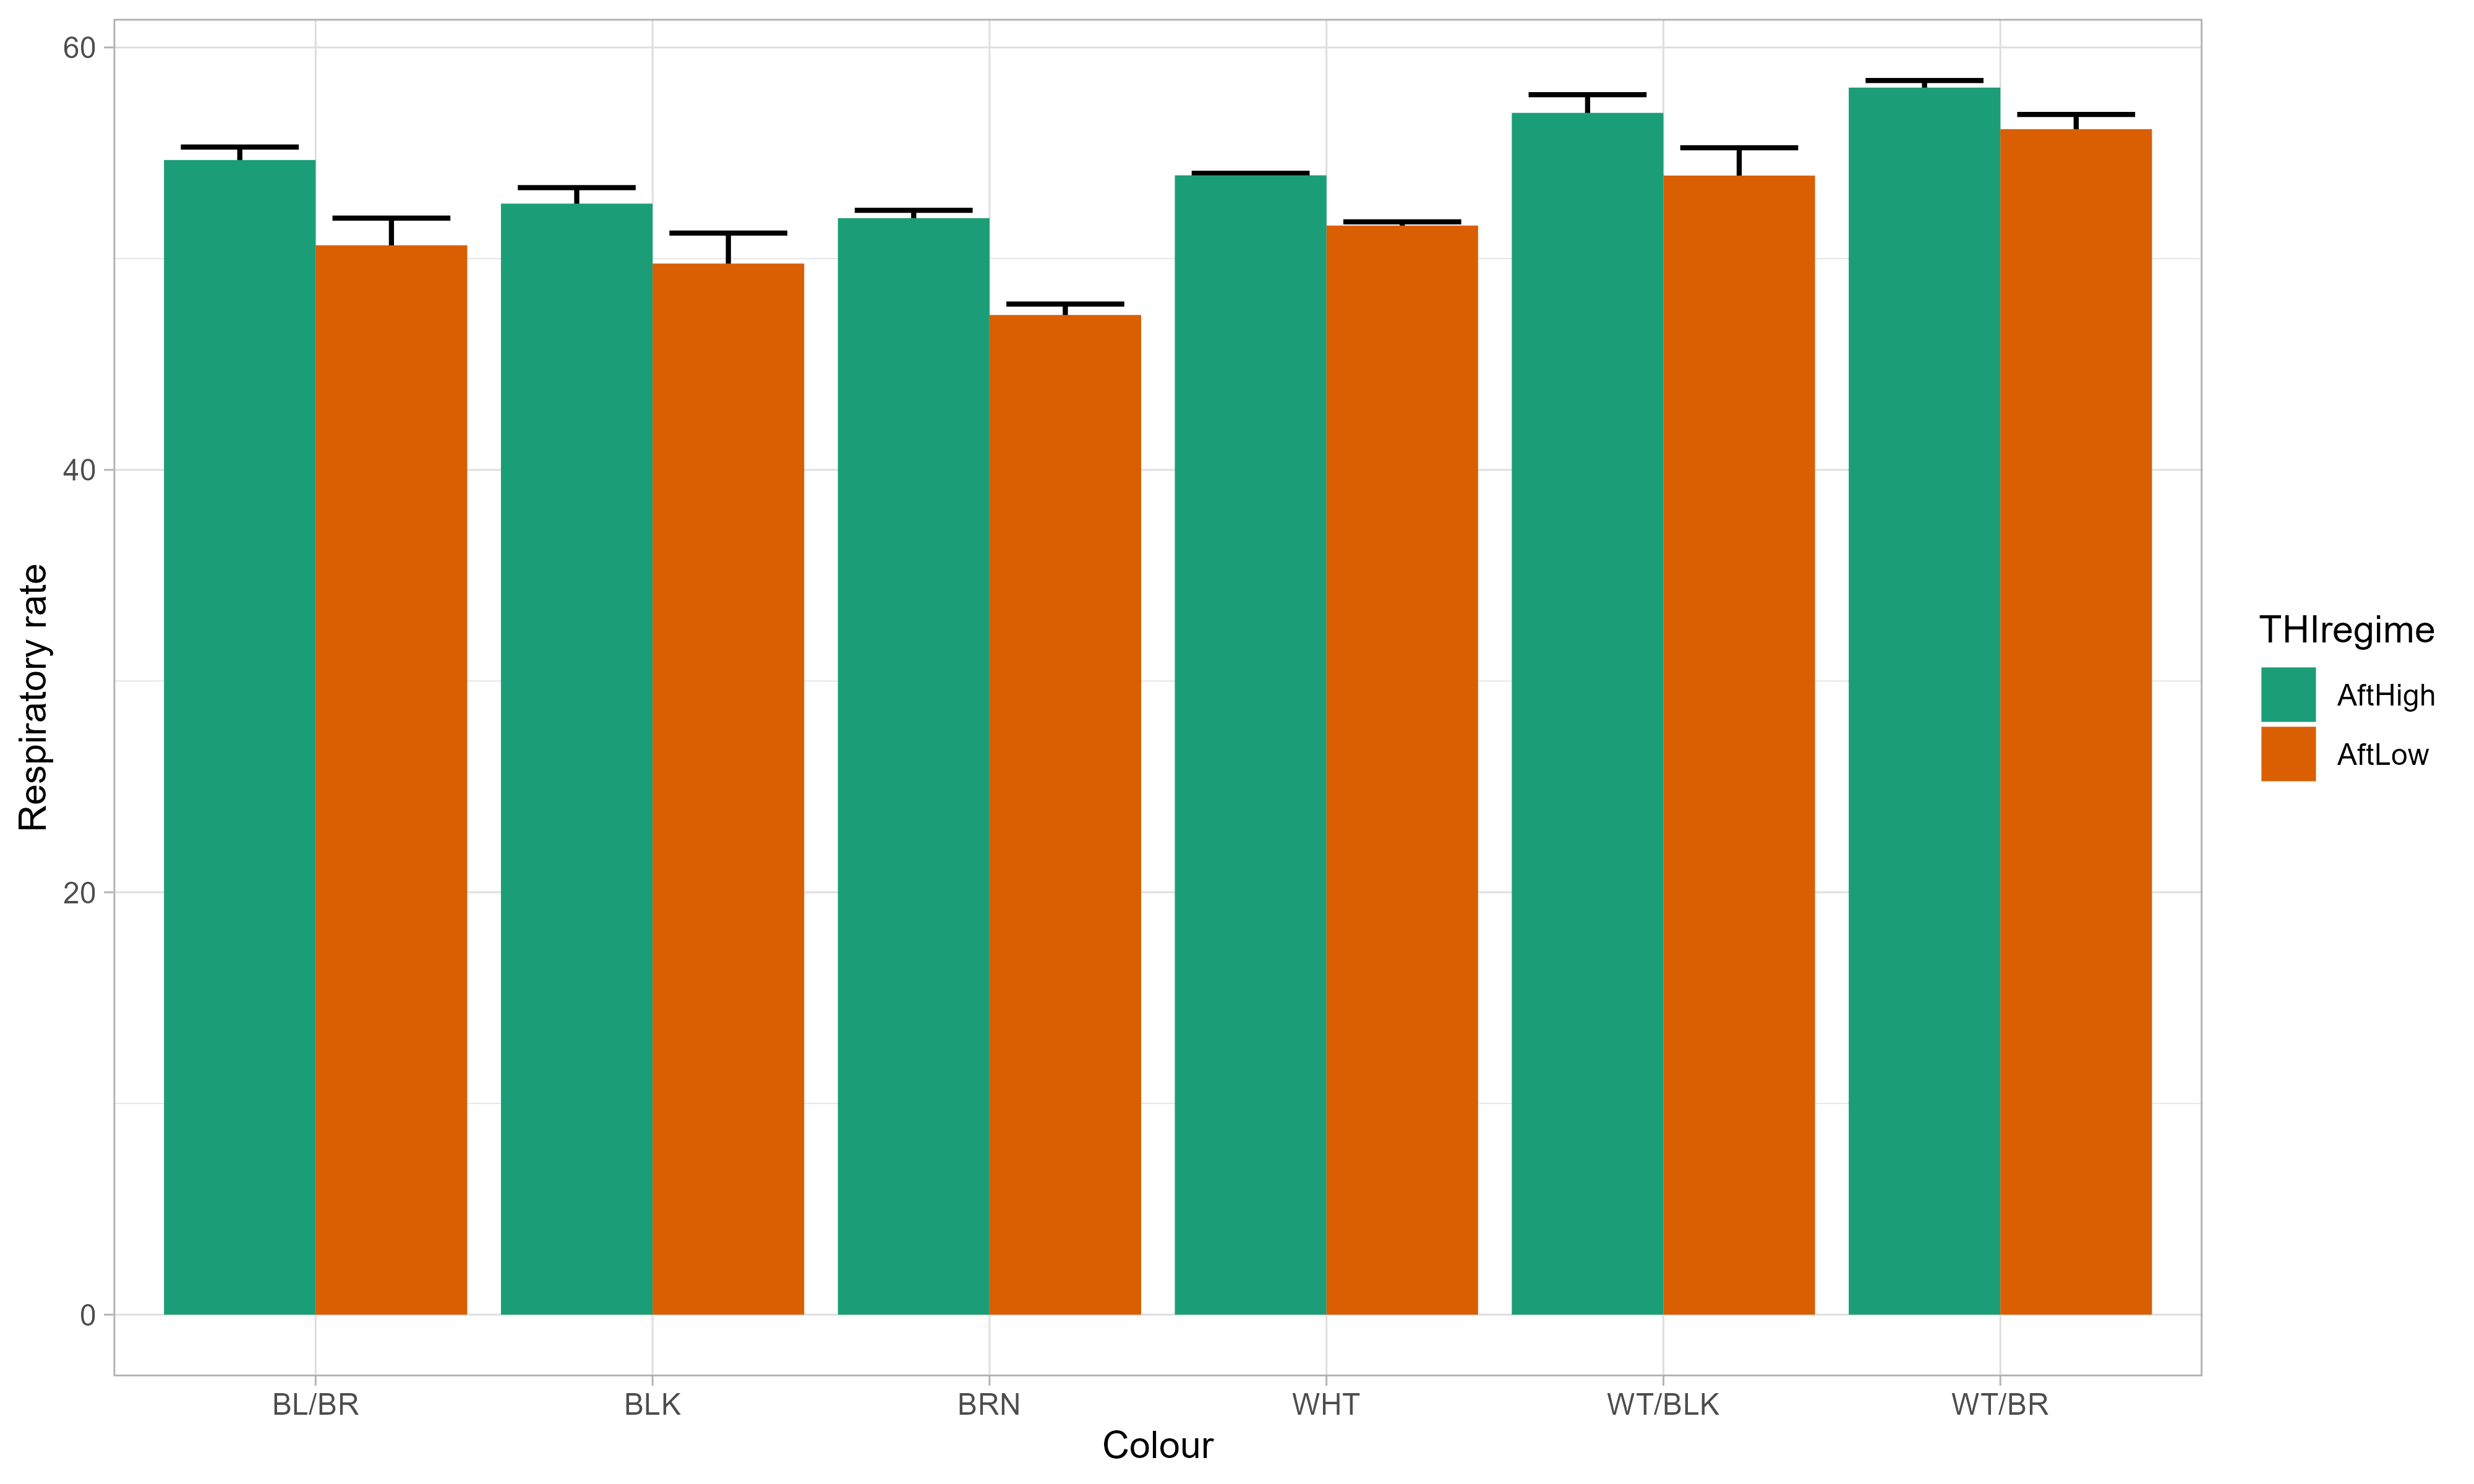 60
40
20
0
Respiratory rate
BL/BR BLK BRN WHT WT/BLK WT/BR
Colour
THIregime
AftHigh
AftLow